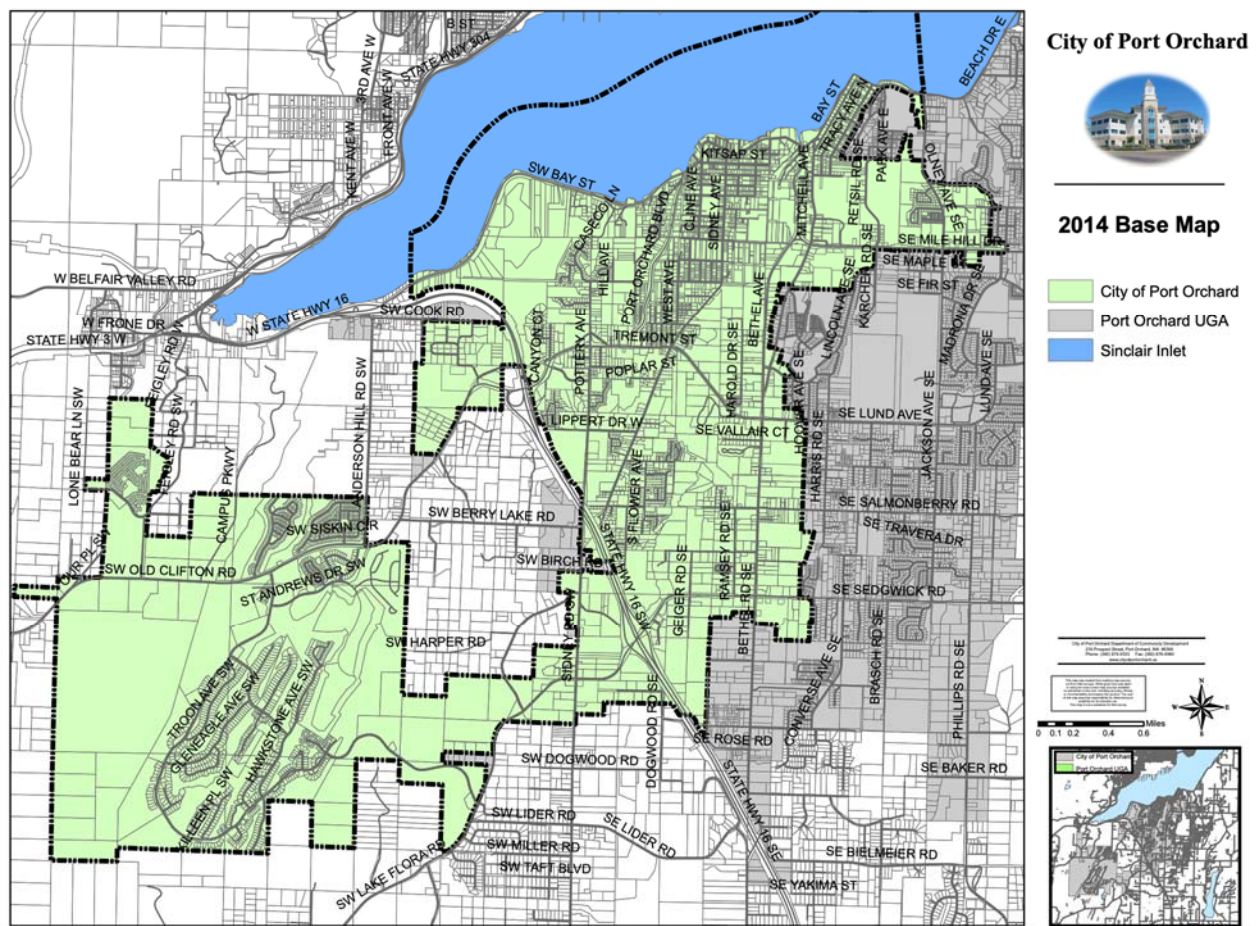 City of Port Orchard
2014 Base Map
City of Port Orchard
Port Orchard UGA
Sinclair Inlet
B ST
STATE HWY 304
3RD AVE W
FRONT AVE W
KENT AVE W
BEACH DR E
BAY ST
TRACY AVE N
PARK AVE E
RETSIL RD SE
MITCHELL AVE
OLNEY AVE SE
KITSAP ST
SW BAY ST
CASECO LN
CLINE AVE
SIDNEY AVE
PORT ORCHARD BLVD
HILL AVE
WEST AVE
BETHEL AVE
SE MILE HILL DR
SE MAPLE
SE FIR ST
KARCHER RD SE
LINCOLN AVE SE
MADRONA DR SE
W BELFAIR VALLEY RD
W STATE HWY 16
W FRONE DR
STATE HWY 3 W
SW COOK RD
CANYON CT
POTTERY AVE
TREMONT ST
POPLAR ST
HAROLD DR SE
HOOVER AVE SE
HARRIS RD SE
LUND AVE SE
SE LUND AVE
JACKSON AVE SE
LIPPERT DR W
SE VALLAIR CT
ANDERSON HILL RD SW
LONE BEAR LN SW
FEIGLEY RD W
FEIGLEY RD SW
CAMPUS PKWY
SW SISKIN CIR
SW BERRY LAKE RD
S FLOWER AVE
SE SALMONBERRY RD
SE TRAVERA DR
RAMSEY RD SE
STATE HWY 16 SW
SW BIRCH RD
SW OLD CLIFTON RD
ST ANDREWS DR SW
SIDNEY RD SW
GEIGER RD SE
BETHEL RD SE
SE SEDGWICK RD
SW HARPER RD
TROON AVE SW
GLENEAGLE AVE SW
HAWKSTONE AVE SW
KILLEEN PL SW
DOGWOOD RD SE
SE ROSE RD
CONVERSE AVE SE
BRASCH RD SE
PHILLIPS RD SE
SW DOGWOOD RD
STATE HWY 16 SE
SE BAKER RD
SW LIDER RD
SE LIDER RD
SW MILLER RD
SW TAFT BLVD
SW LAKE FLORA RD
SE BIELMEIER RD
SE YAKIMA ST
City of Port Orchard Department of Community Development
N
0 0.1 0.2 0.4 0.6 Miles
City of Port Orchard
Port Orchard UGA